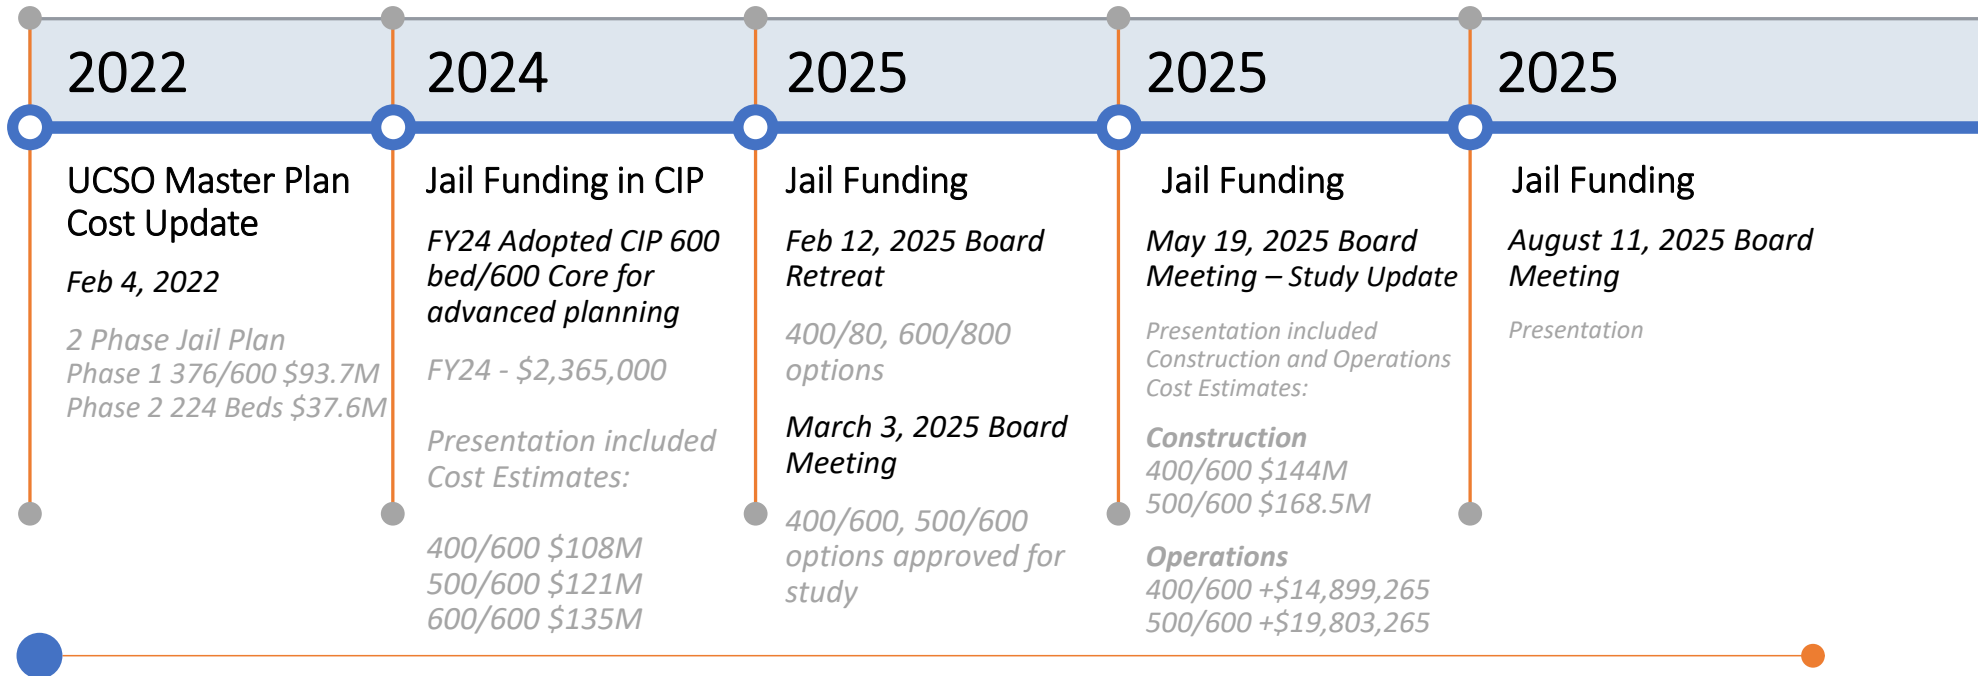 2022
UCSO Master Plan
Cost Update
Feb 4, 2022
2 Phase Jail Plan
Phase 1 376/600 $93.7M
Phase 2 224 Beds $37.6M
2024
Jail Funding in CIP
FY24 Adopted CIP 600
bed/600 Core for
advanced planning
FY24 - $2,365,000
Presentation included
Cost Estimates:
400/600 $108M
500/600 $121M
600/600 $135M
2025
Jail Funding
Feb 12, 2025 Board
Retreat
400/80, 600/800
options
March 3, 2025 Board
Meeting
400/600, 500/600
options approved for
study
2025
Jail Funding
May 19, 2025 Board
Meeting – Study Update
Presentation included
Construction and Operations
Cost Estimates:
Construction
400/600 $144M
500/600 $168.5M
Operations
400/600 +$14,899,265
500/600 +$19,803,265
2025
Jail Funding
August 11, 2025 Board
Meeting
Presentation